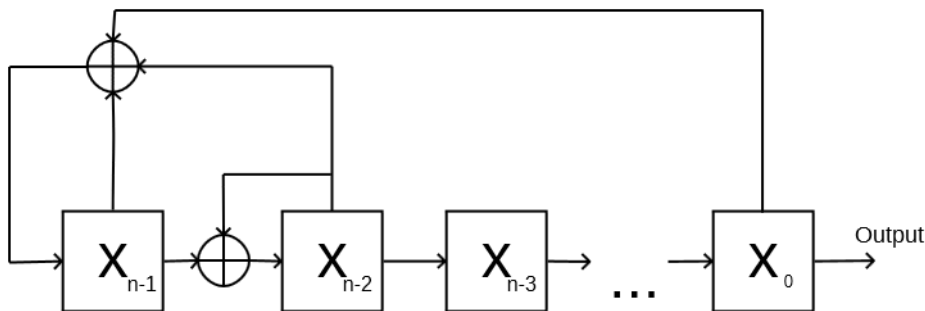 Output
X n-1
X n-2
X n-3
...
X 0